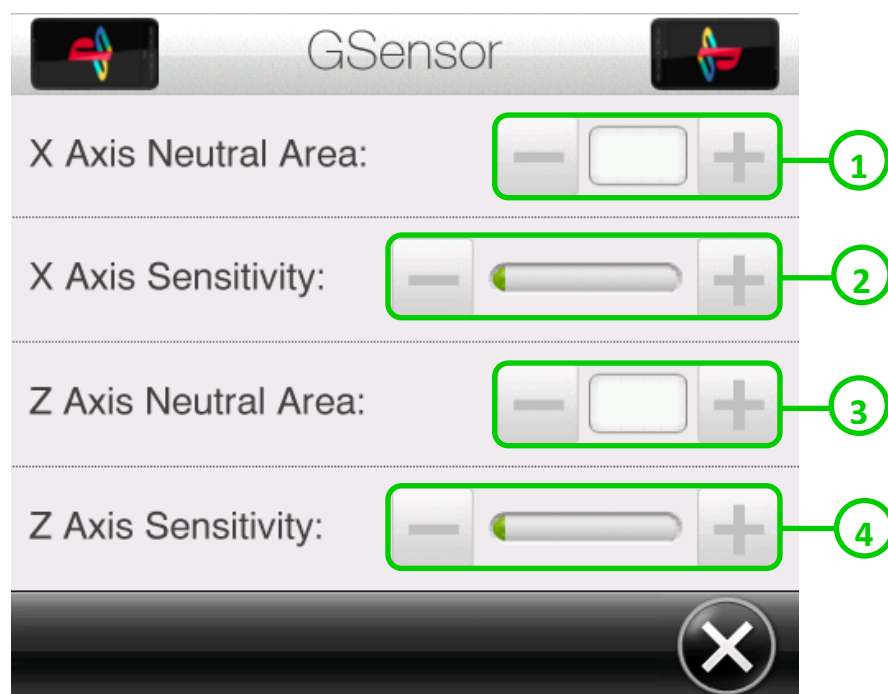 GSensor
X Axis Neutral Area:
1
X Axis Sensitivity:
2
Z Axis Neutral Area:
3
Z Axis Sensitivity:
4